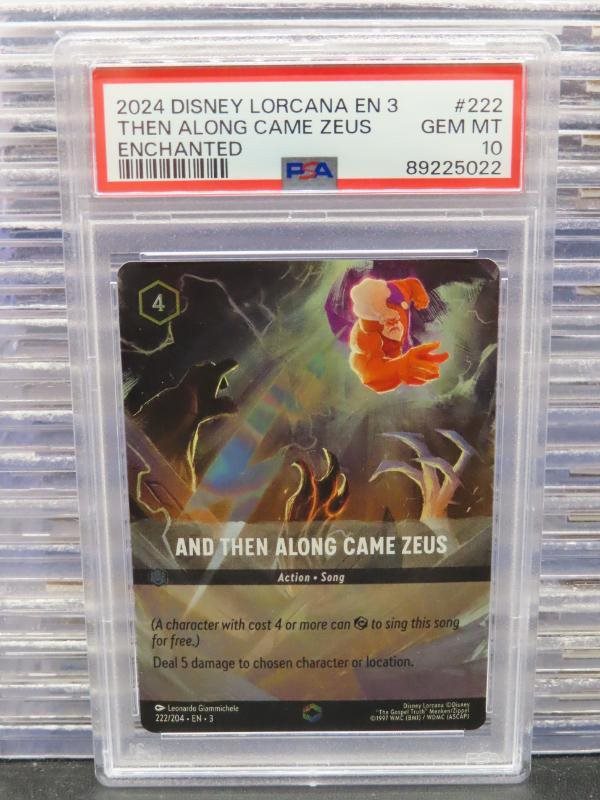 2024 DISNEY LORCANA EN 3 #222
THEN ALONG CAME ZEUS GEM MT
ENCHANTED 10
PSA 89225022
4
AND THEN ALONG CAME ZEUS
Action • Song
(A character with cost 4 or more can to sing this song
for free.)
Deal 5 damage to chosen character or location.
Leonardo Giammichele
222/204 • EN • 3
Disney Lorcana ©Disney
"The Gospel Truth" Menken/Zippel
©1997 WMC (BMI) / WDMC (ASCAP)